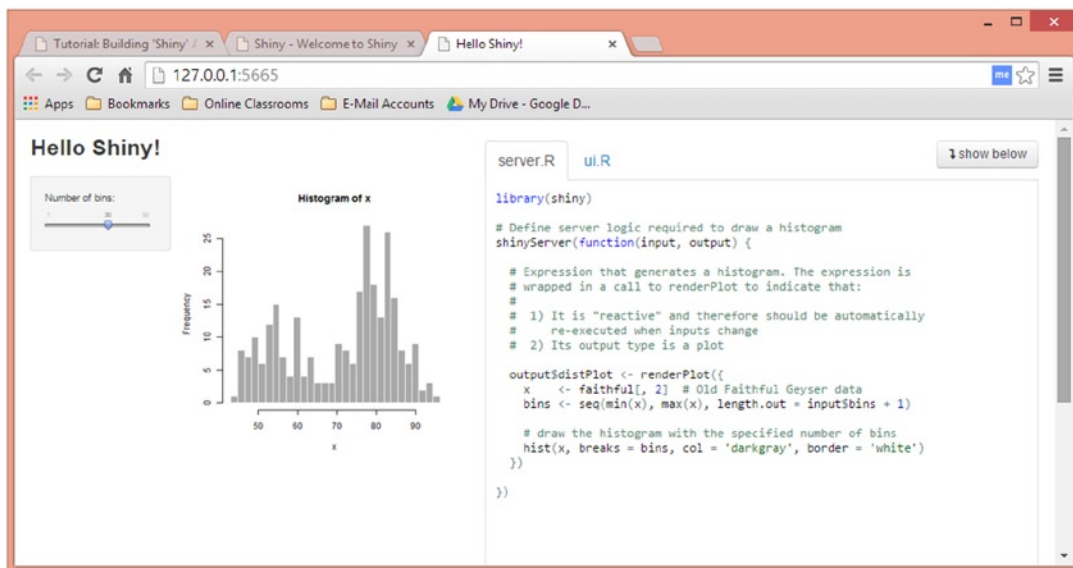 Tutorial: Building 'Shiny' A
Shiny - Welcome to Shiny
Hello Shiny!
127.0.0.1:5665
me
Apps Bookmarks Online Classrooms E-Mail Accounts My Drive - Google D...
Hello Shiny!
Number of bins:
1 30 50
Histogram of x
Frequency
25
20
15
10
5
0
50 60 70 80 90
x
server.R ui.R
show below
library(shiny)
# Define server logic required to draw a histogram
shinyServer(function(input, output) {
# Expression that generates a histogram. The expression is
# wrapped in a call to renderPlot to indicate that:
#
# 1) It is "reactive" and therefore should be automatically
# re-executed when inputs change
# 2) Its output type is a plot
output$distPlot <- renderPlot({
x <- faithful[, 2] # Old Faithful Geyser data
bins <- seq(min(x), max(x), length.out = input$bins + 1)
# draw the histogram with the specified number of bins
hist(x, breaks = bins, col = 'darkgray', border = 'white')
})
})